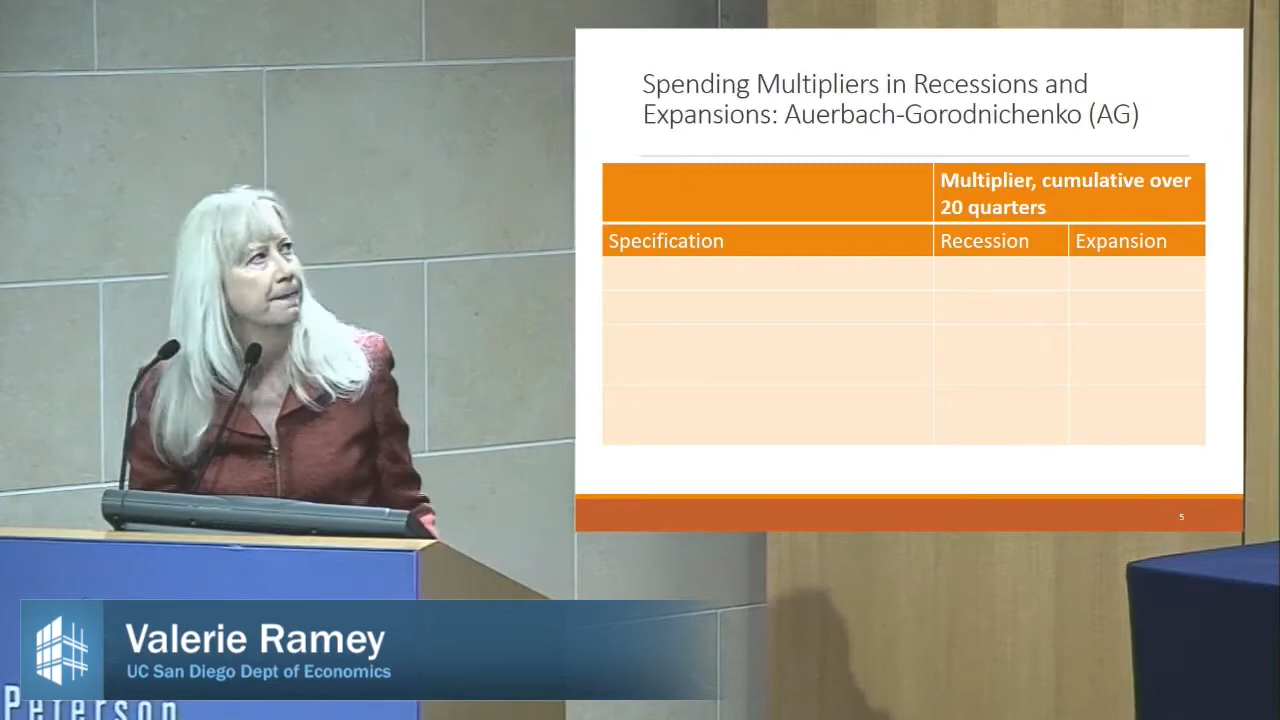 Spending Multipliers in Recessions and
Expansions: Auerbach-Gorodnichenko (AG)
Multiplier, cumulative over
20 quarters
Specification
Recession
Expansion
5
Valerie Ramey
UC San Diego Dept of Economics
Peterson